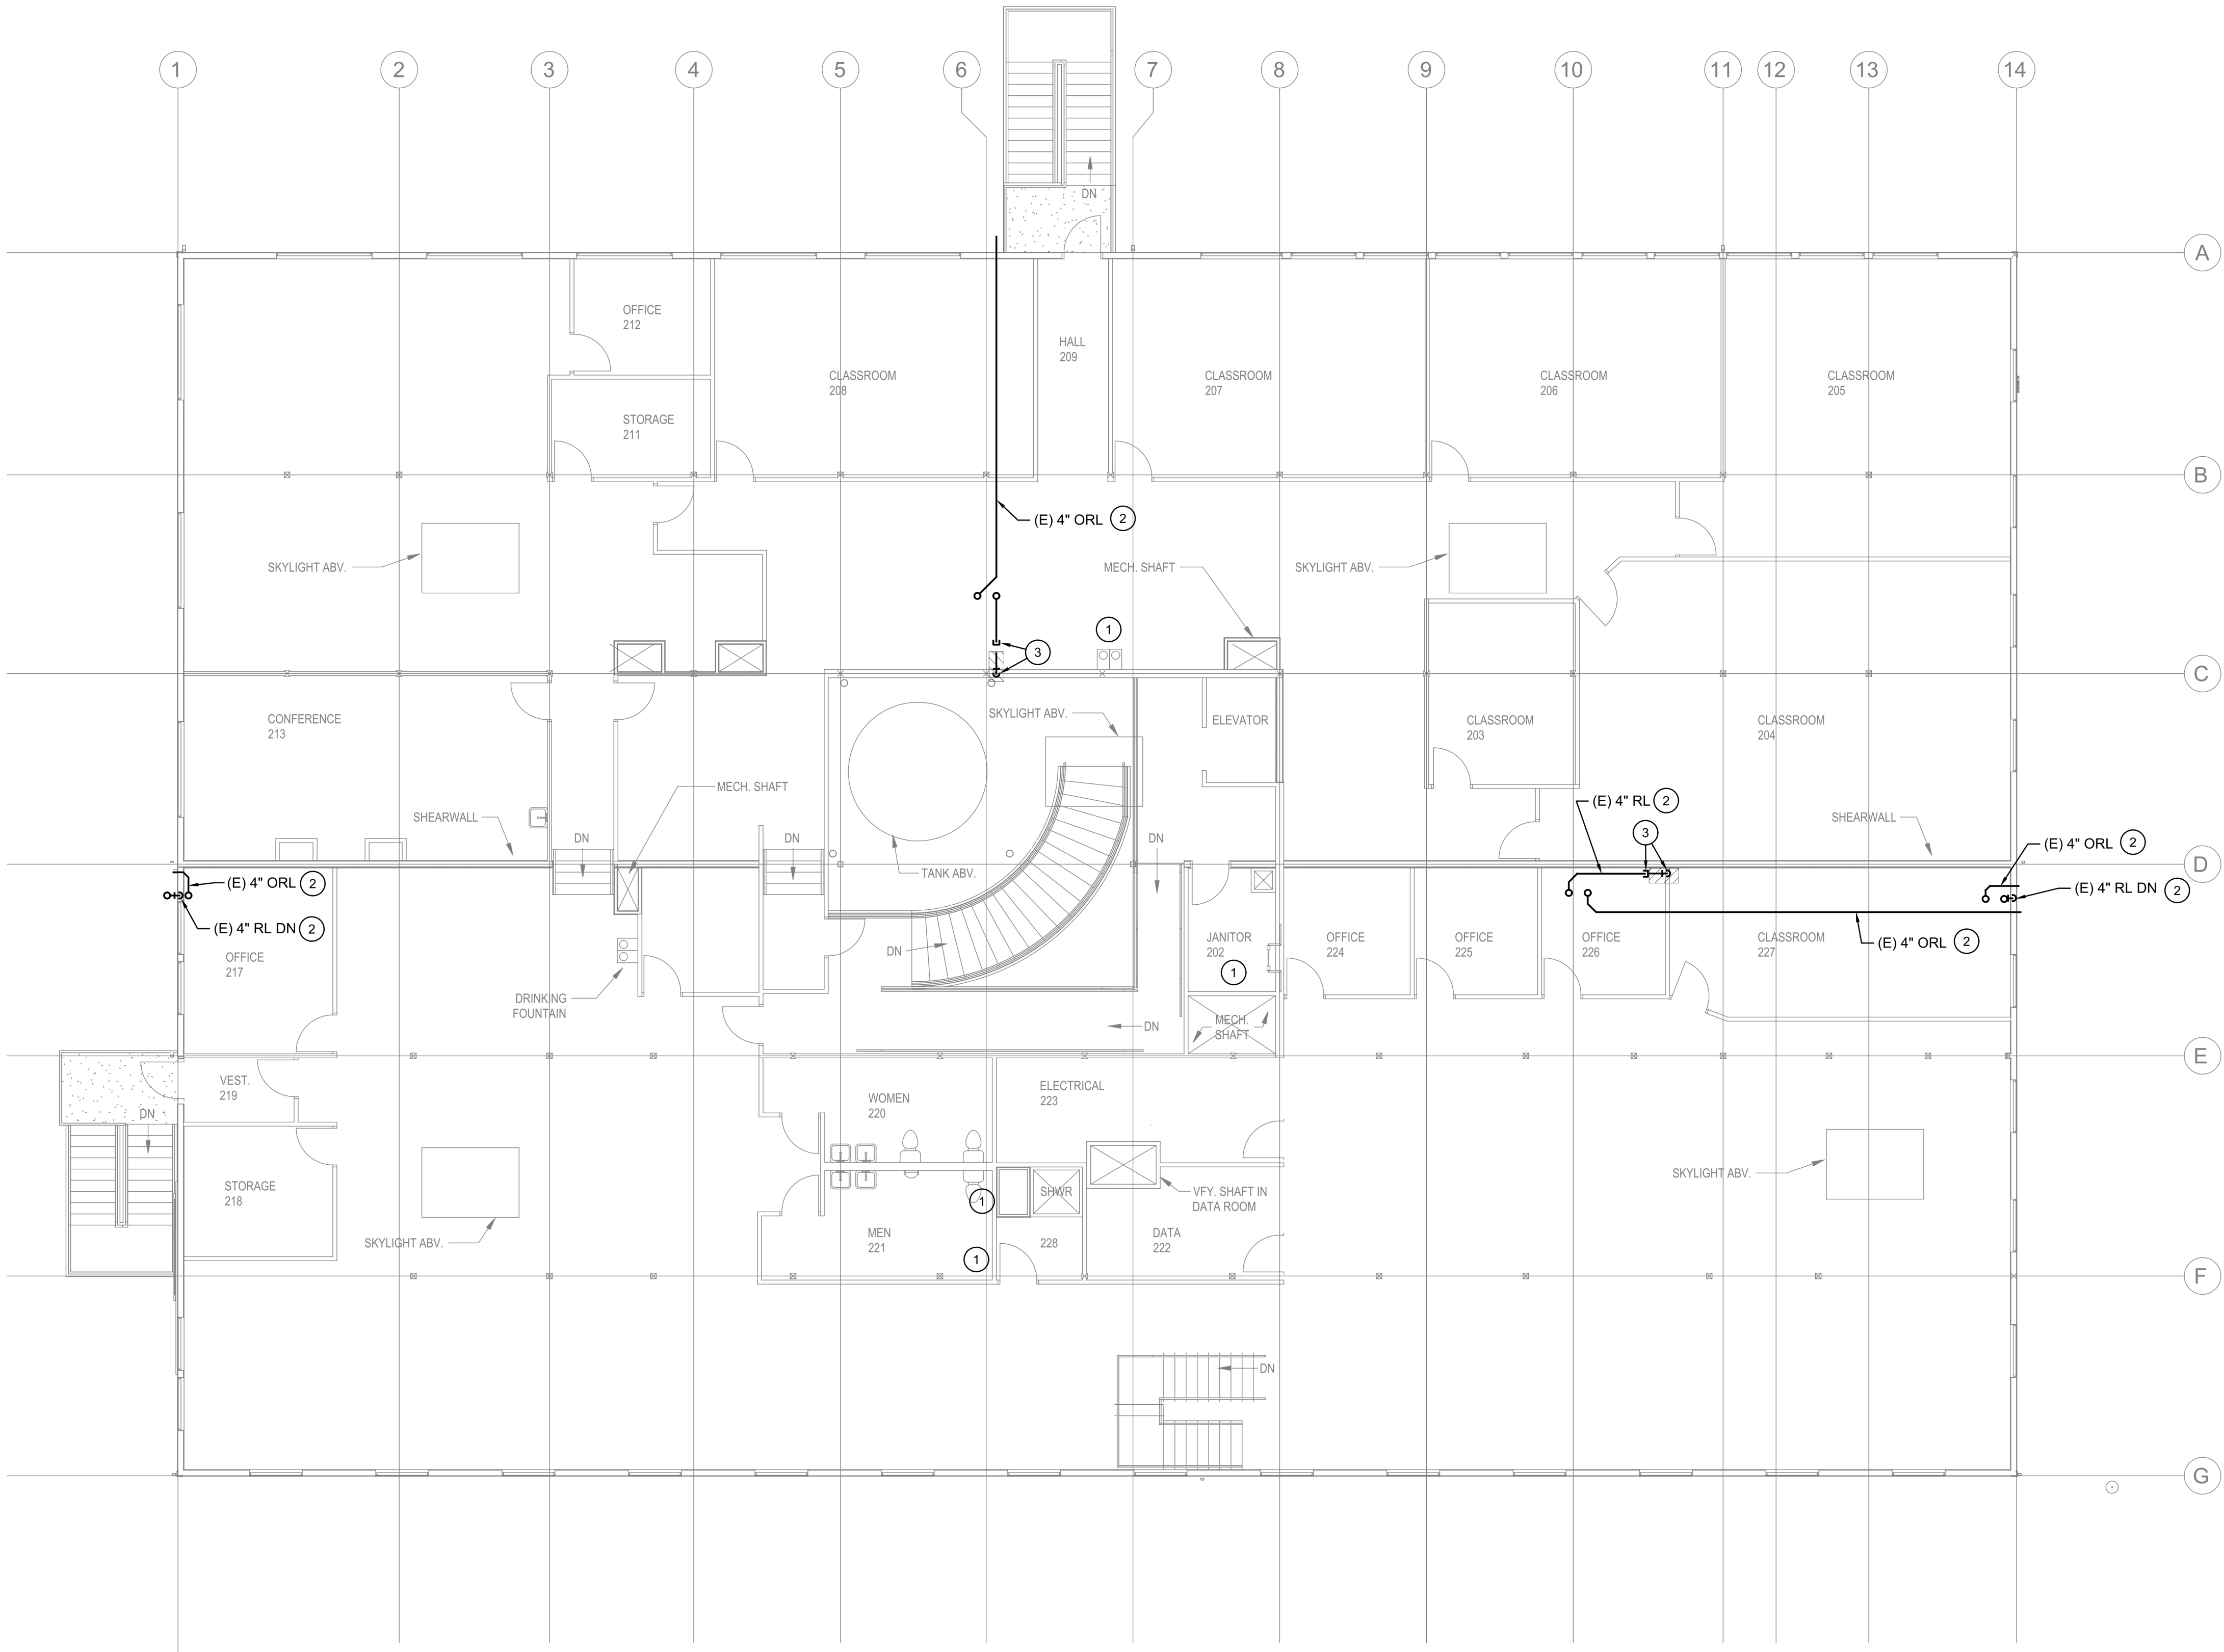 1
2
3
4
5
6
7
8
9
10
11
12
13
14
DN
A
OFFICE
212
HALL
209
CLASSROOM
208
CLASSROOM
207
CLASSROOM
206
CLASSROOM
205
STORAGE
211
B
(E) 4" ORL 2
SKYLIGHT ABV.
MECH. SHAFT
SKYLIGHT ABV.
1
3
C
CONFERENCE
213
SKYLIGHT ABV.
ELEVATOR
CLASSROOM
203
CLASSROOM
204
MECH. SHAFT
(E) 4" RL 2
SHEARWALL
SHEARWALL
3
DN
DN
DN
(E) 4" ORL 2
D
TANK ABV.
(E) 4" ORL 2
(E) 4" RL DN 2
(E) 4" RL DN 2
OFFICE
217
DN
JANITOR
202
1
OFFICE
224
OFFICE
225
OFFICE
226
CLASSROOM
227
(E) 4" ORL 2
DRINKING
FOUNTAIN
DN
MECH.
SHAFT
E
VEST.
219
DN
WOMEN
220
ELECTRICAL
223
STORAGE
218
SKYLIGHT ABV.
1
SHWR
VFY. SHAFT IN
DATA ROOM
SKYLIGHT ABV.
MEN
221
1
228
DATA
222
F
DN
G